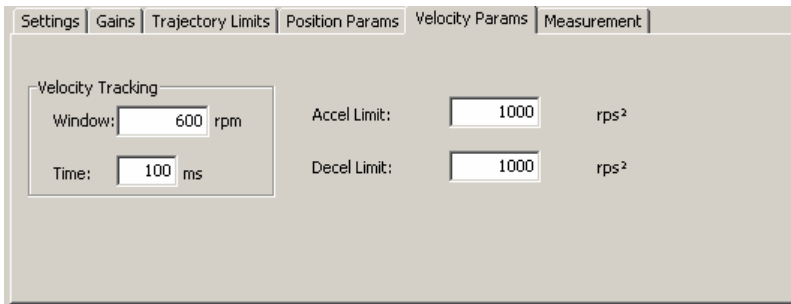 Settings Gains Trajectory Limits Position Params Velocity Params Measurement
Velocity Tracking
Window: 600 rpm
Time: 100 ms
Accel Limit: 1000 rps²
Decel Limit: 1000 rps²